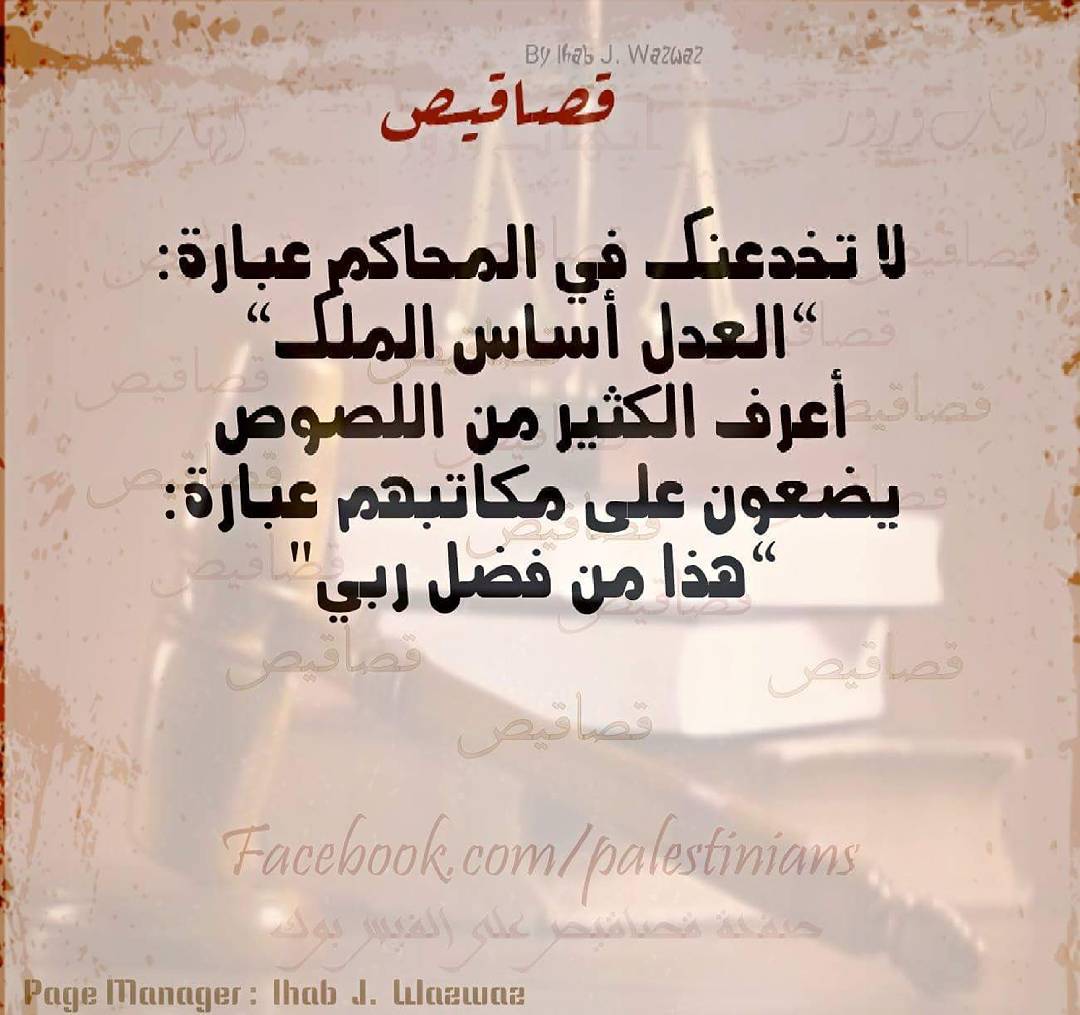 By Ihab J. Wazwaz
قصاقيص
لا تخدعنك في المحاكم عبارة:
“العدل أساس الملك“
أعرف الكثير من اللصوص
يضعون على مكاتبهم عبارة:
“هذا من فضل ربي"
Facebook.com/palestinians
صفحة قصاقيص على الفيس بوك
Page Manager: Ihab J. Wazwaz